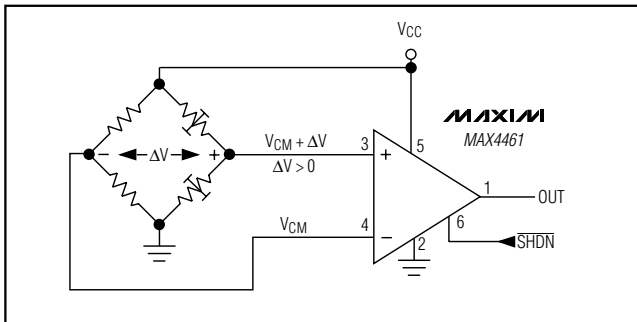 VCC
MAXIM
MAX4461
VCM + ΔV
ΔV > 0
− ΔV +
VCM
3
+
5
1
OUT
4
−
2
6
SHDN